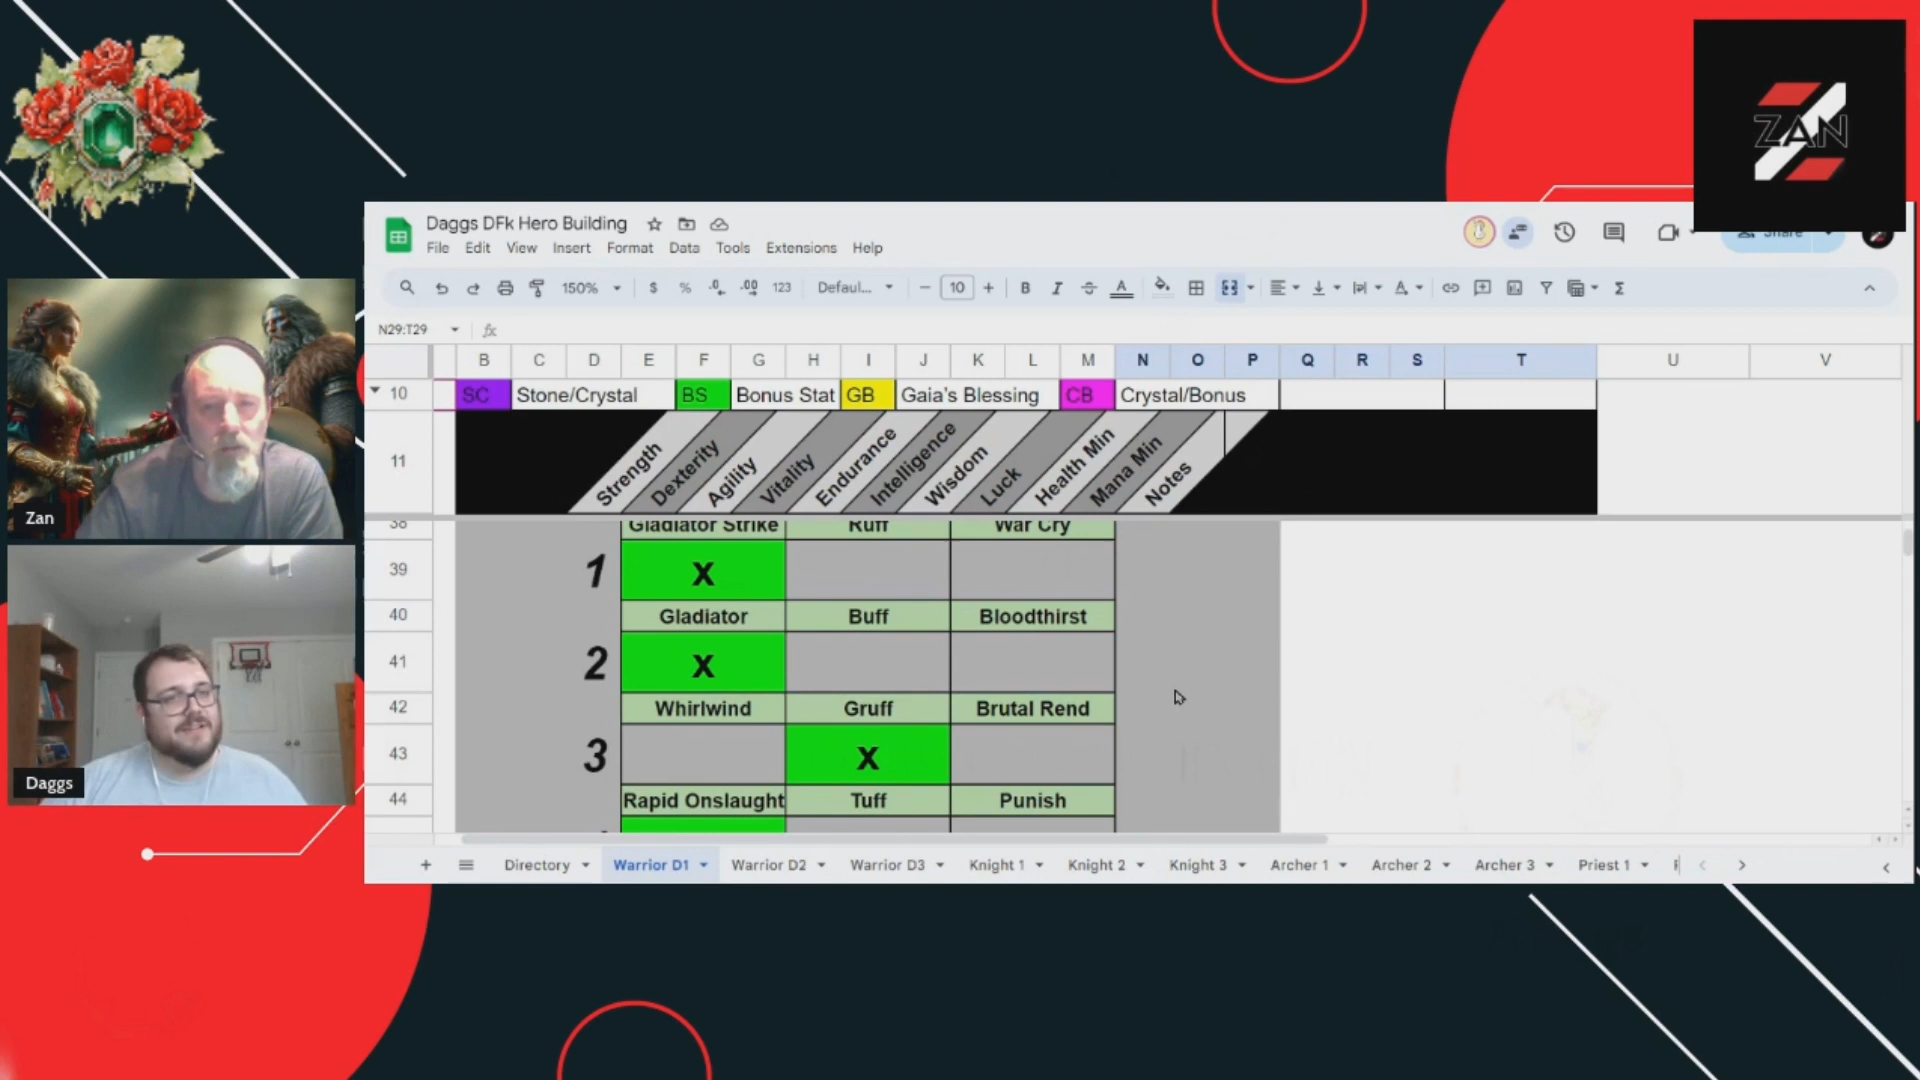 ZAN
Daggs DFk Hero Building
File Edit View Insert Format Data Tools Extensions Help
Share
150% $ % .0 .00 123 Defaul... − 10 + B I S A Σ
N29:T29 fx
B C D E F G H I J K L M N O P Q R S T U V
10 SC Stone/Crystal BS Bonus Stat GB Gaia's Blessing CB Crystal/Bonus
11 Strength Dexterity Agility Vitality Endurance Intelligence Wisdom Luck Health Min Mana Min Notes
38 Gladiator Strike Ruff War Cry
39 1 X
40 Gladiator Buff Bloodthirst
41 2 X
42 Whirlwind Gruff Brutal Rend
43 3 X
44 Rapid Onslaught Tuff Punish
+ Directory Warrior D1 Warrior D2 Warrior D3 Knight 1 Knight 2 Knight 3 Archer 1 Archer 2 Archer 3 Priest 1
Zan
Daggs